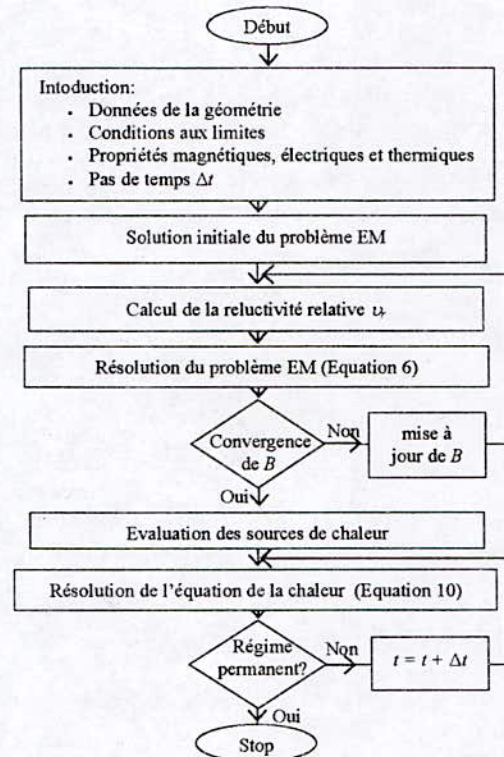 Début
Intoduction:
· Données de la géométrie
· Conditions aux limites
· Propriétés magnétiques, électriques et thermiques
· Pas de temps Δt
Solution initiale du problème EM
Calcul de la reluctivité relative υr
Résolution du problème EM (Equation 6)
Convergence
de B
Non
mise à
jour de B
Oui
Evaluation des sources de chaleur
Résolution de l'équation de la chaleur (Equation 10)
Régime
permanent?
Non
t = t + Δt
Oui
Stop